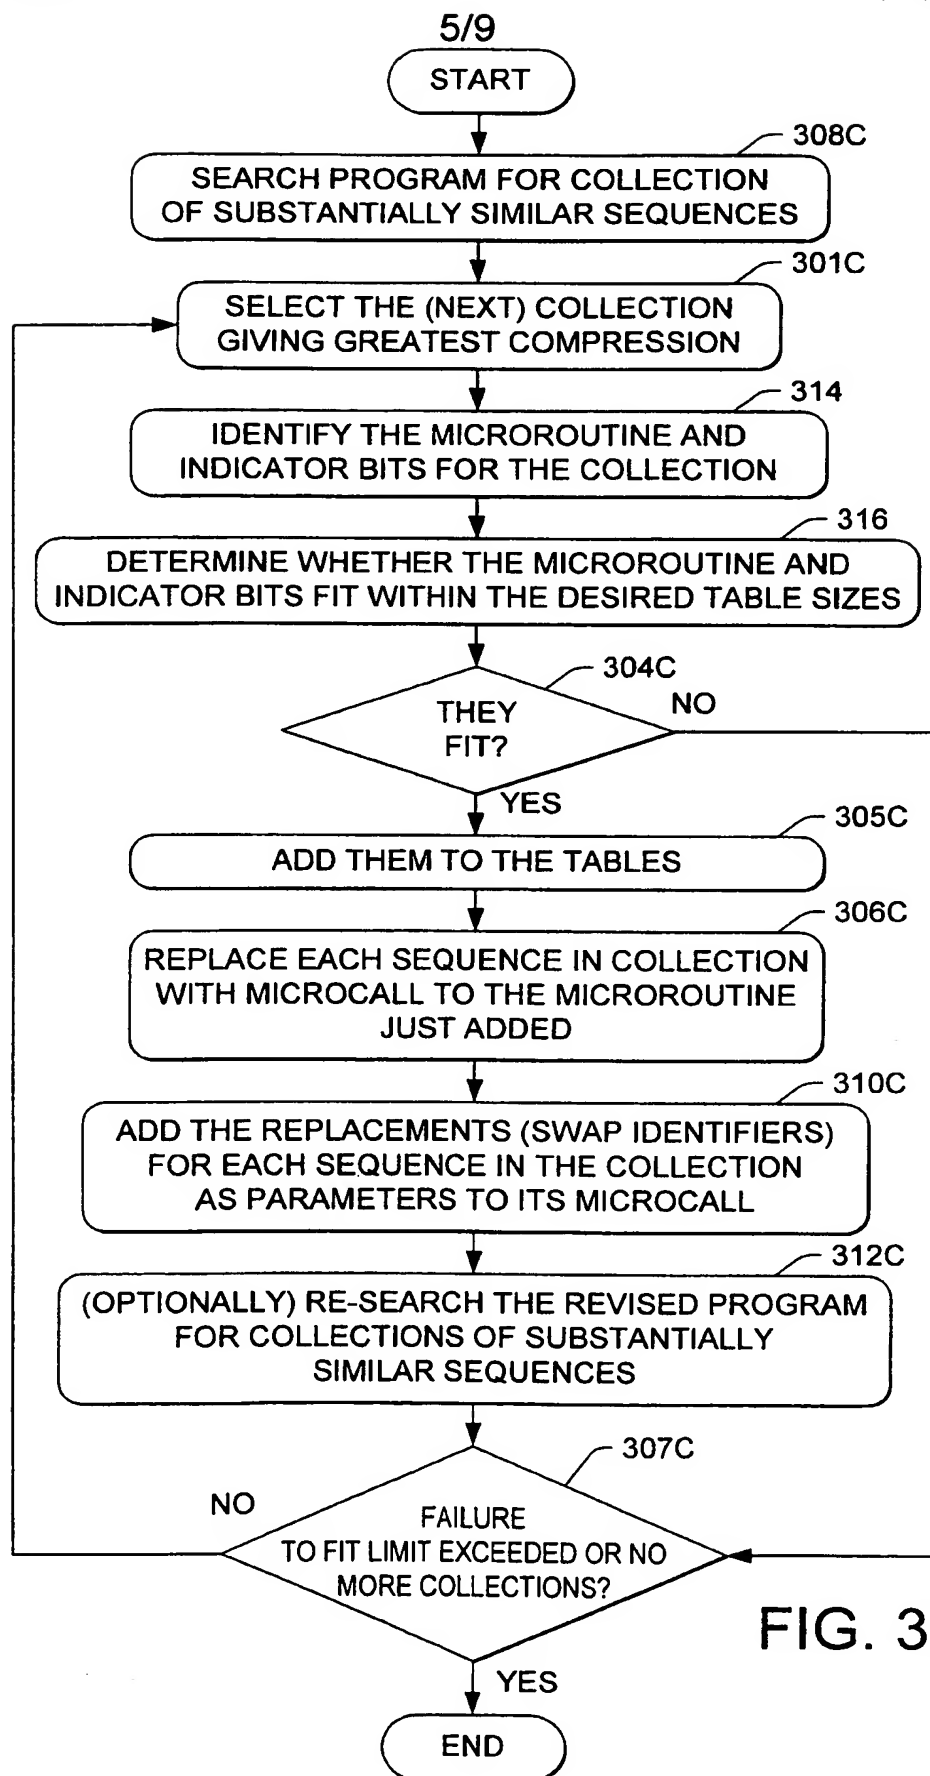 5/9
START
308C
SEARCH PROGRAM FOR COLLECTION
OF SUBSTANTIALLY SIMILAR SEQUENCES
301C
SELECT THE (NEXT) COLLECTION
GIVING GREATEST COMPRESSION
314
IDENTIFY THE MICROROUTINE AND
INDICATOR BITS FOR THE COLLECTION
316
DETERMINE WHETHER THE MICROROUTINE AND
INDICATOR BITS FIT WITHIN THE DESIRED TABLE SIZES
304C
THEY
FIT?
NO
YES
305C
ADD THEM TO THE TABLES
306C
REPLACE EACH SEQUENCE IN COLLECTION
WITH MICROCALL TO THE MICROROUTINE
JUST ADDED
310C
ADD THE REPLACEMENTS (SWAP IDENTIFIERS)
FOR EACH SEQUENCE IN THE COLLECTION
AS PARAMETERS TO ITS MICROCALL
312C
(OPTIONALLY) RE-SEARCH THE REVISED PROGRAM
FOR COLLECTIONS OF SUBSTANTIALLY
SIMILAR SEQUENCES
307C
NO
FAILURE
TO FIT LIMIT EXCEEDED OR NO
MORE COLLECTIONS?
FIG. 3
YES
END